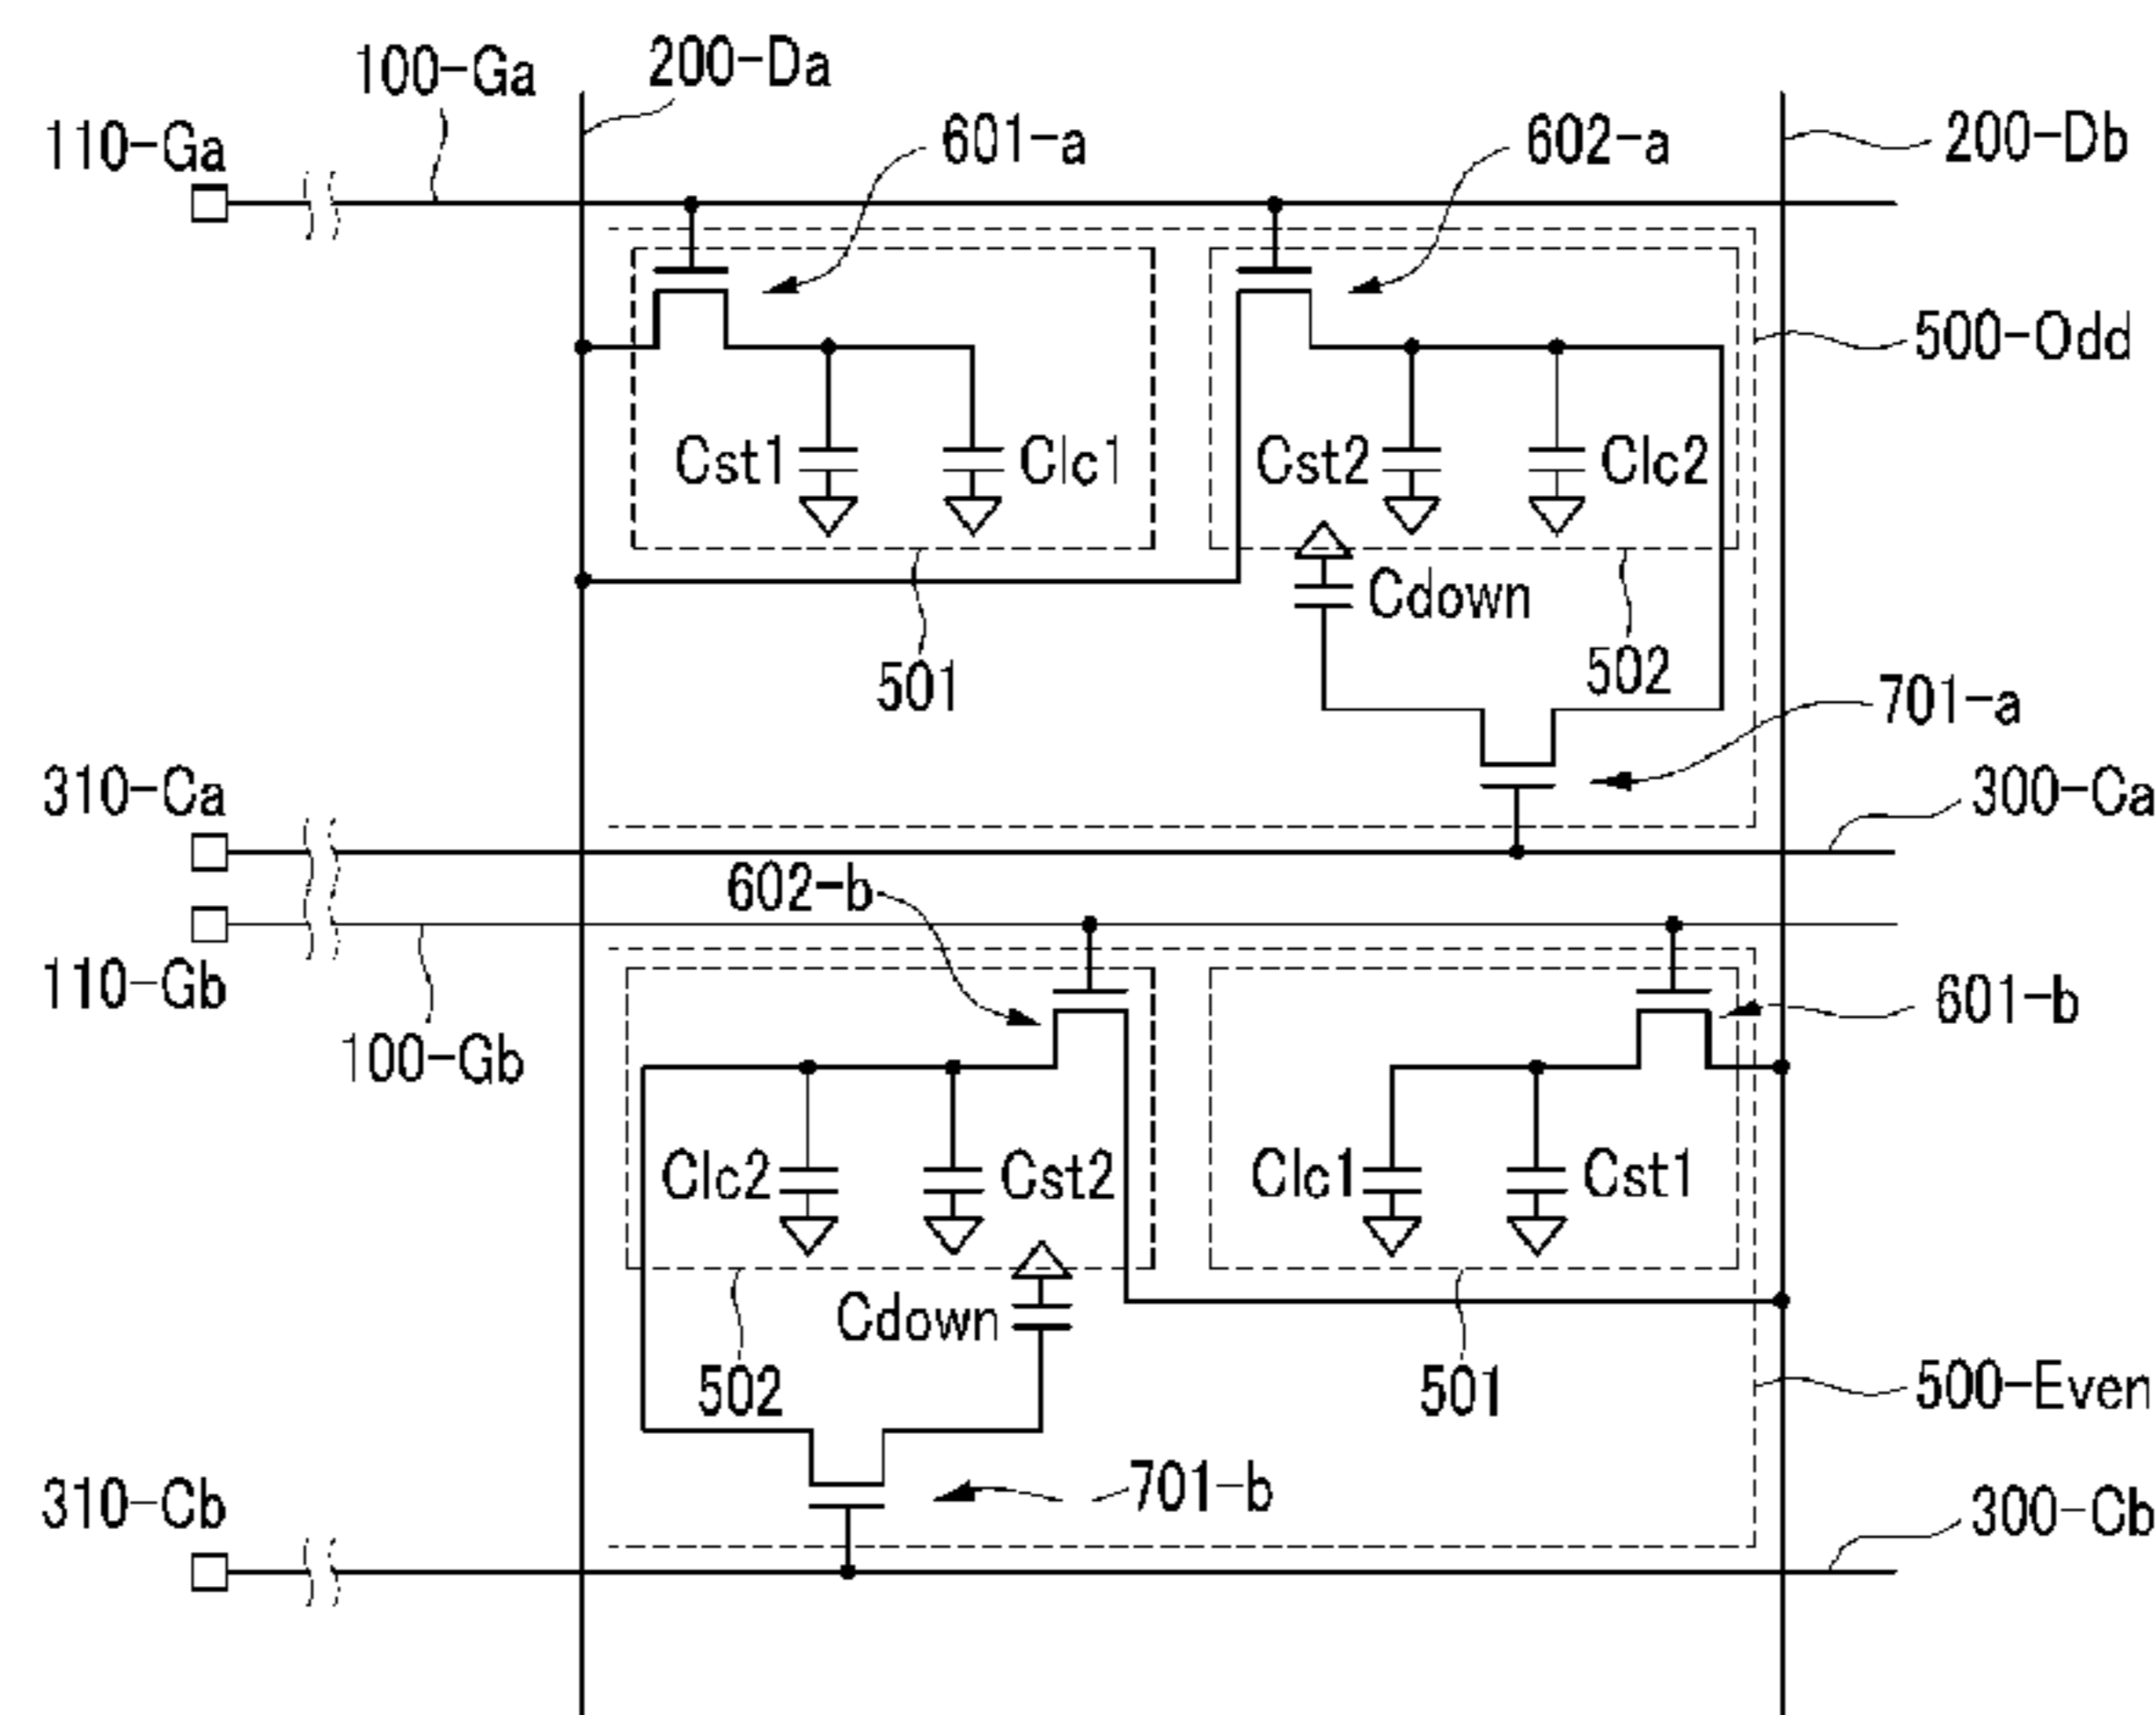 100-Ga
200-Da
110-Ga
601-a
602-a
200-Db
500-Odd
Cst1
Clc1
Cst2
Clc2
Cdown
501
502
701-a
310-Ca
300-Ca
602-b
110-Gb
601-b
100-Gb
Clc2
Cst2
Clc1
Cst1
Cdown
502
501
500-Even
701-b
310-Cb
300-Cb